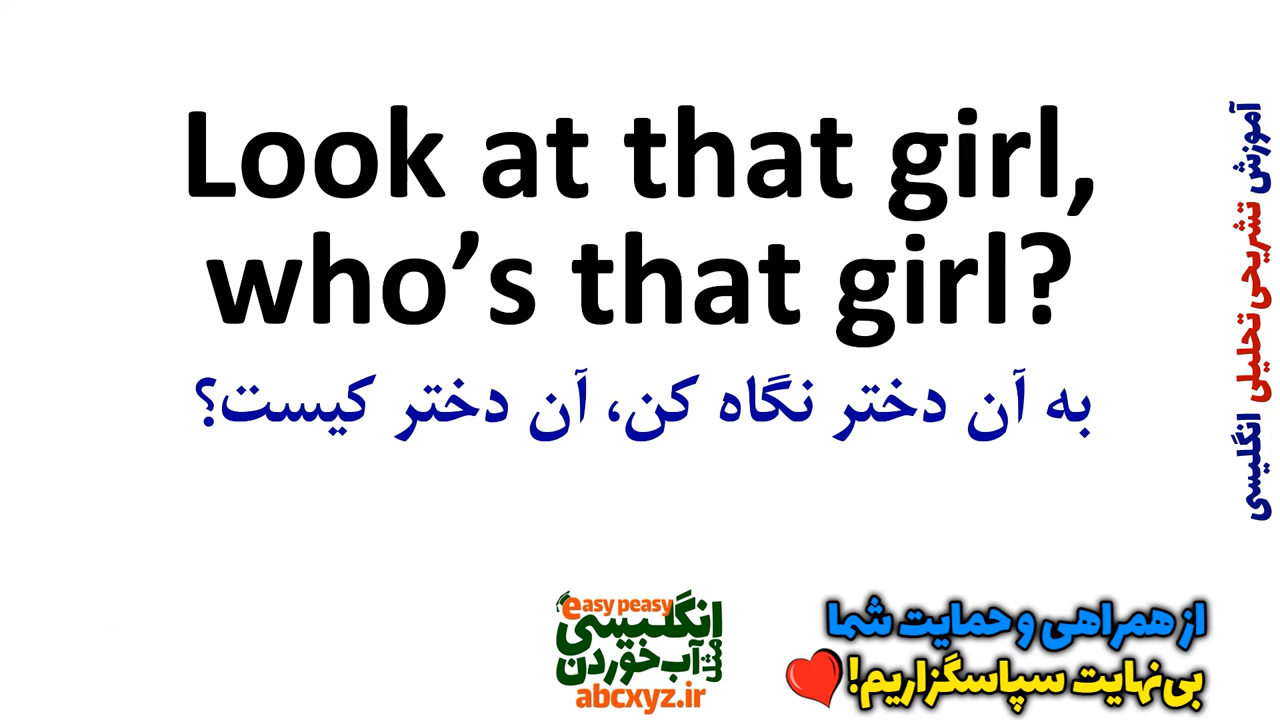 Look at that girl,
who's that girl?
به آن دختر نگاه کن، آن دختر کیست؟
آموزش تشریحی تحلیلی انگلیسی
easy peasy
انگلیسی
مثل آب خوردن
abcxyz.ir
از همراهی و حمایت شما
بی‌نهایت سپاسگزاریم!